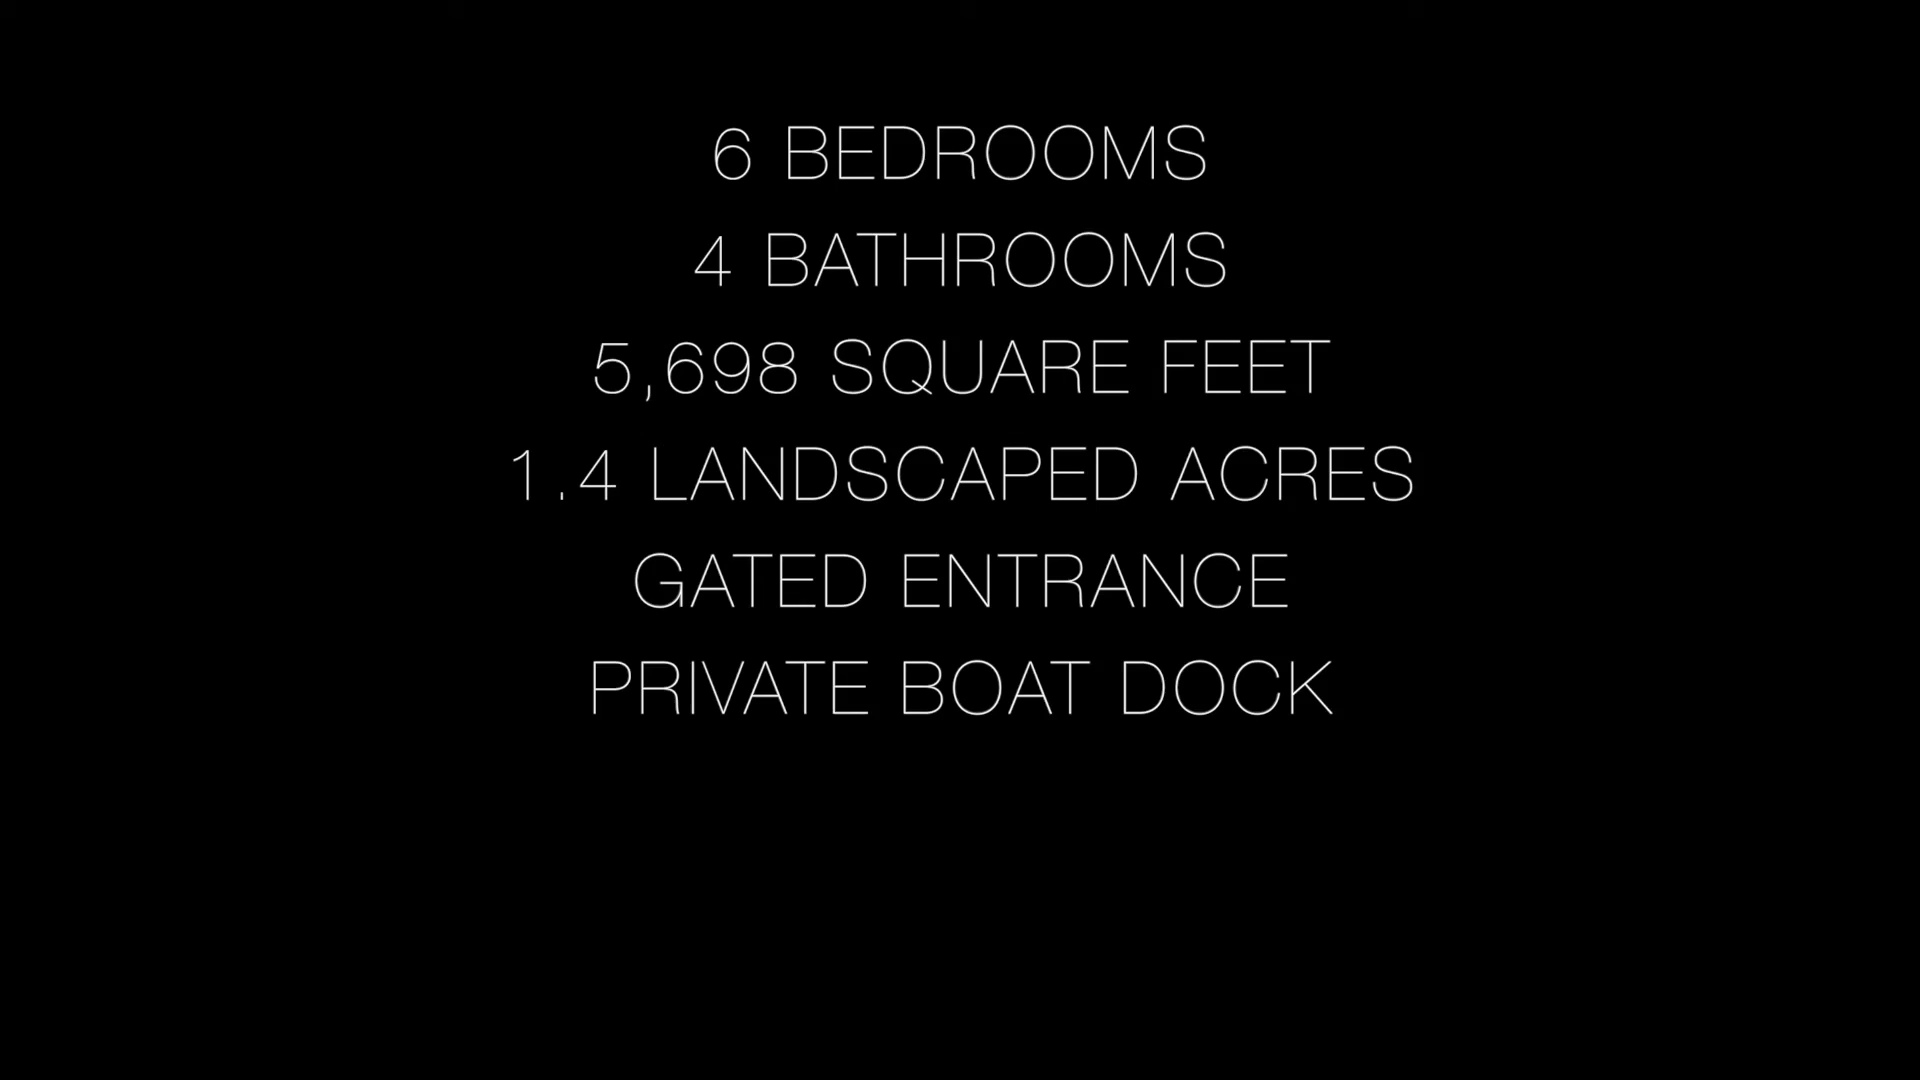 6 BEDROOMS
4 BATHROOMS
5,698 SQUARE FEET
1.4 LANDSCAPED ACRES
GATED ENTRANCE
PRIVATE BOAT DOCK